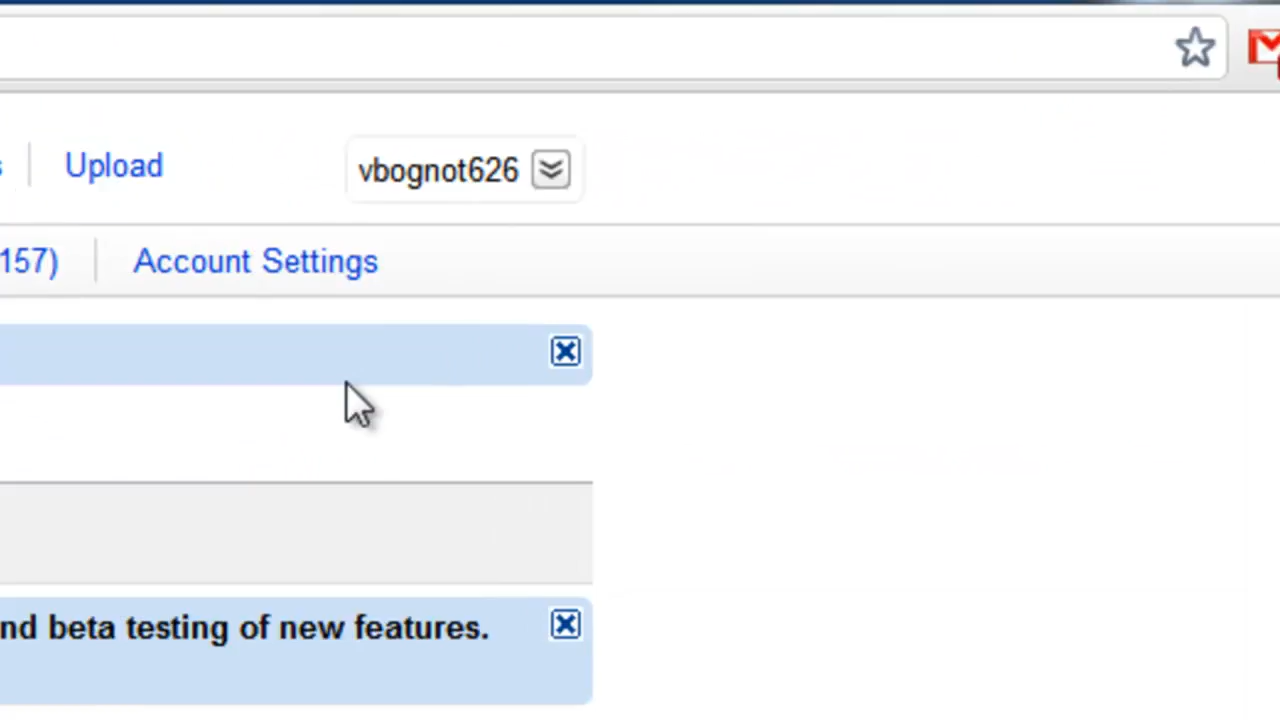 Upload
vbognot626
157)
Account Settings
nd beta testing of new features.